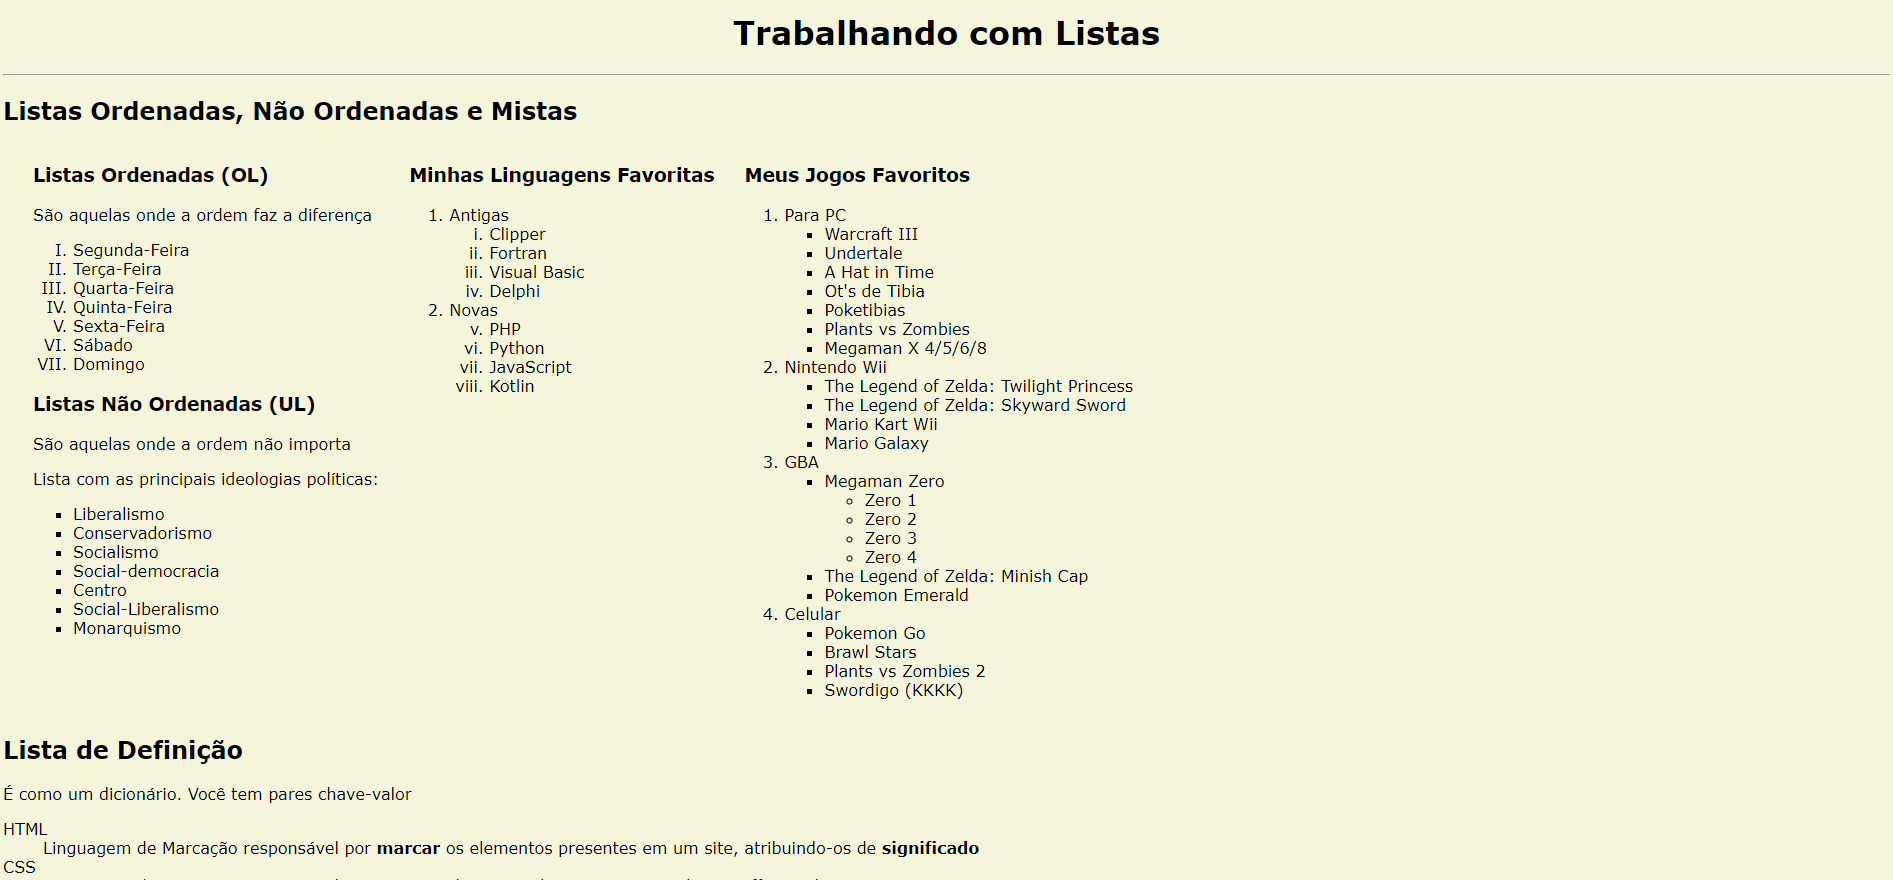 Trabalhando com Listas
Listas Ordenadas, Não Ordenadas e Mistas
Listas Ordenadas (OL)
São aquelas onde a ordem faz a diferença
I. Segunda-Feira
II. Terça-Feira
III. Quarta-Feira
IV. Quinta-Feira
V. Sexta-Feira
VI. Sábado
VII. Domingo
Listas Não Ordenadas (UL)
São aquelas onde a ordem não importa
Lista com as principais ideologias políticas:
▪ Liberalismo
▪ Conservadorismo
▪ Socialismo
▪ Social-democracia
▪ Centro
▪ Social-Liberalismo
▪ Monarquismo
Minhas Linguagens Favoritas
1. Antigas
i. Clipper
ii. Fortran
iii. Visual Basic
iv. Delphi
2. Novas
v. PHP
vi. Python
vii. JavaScript
viii. Kotlin
Meus Jogos Favoritos
1. Para PC
▪ Warcraft III
▪ Undertale
▪ A Hat in Time
▪ Ot's de Tibia
▪ Poketibias
▪ Plants vs Zombies
▪ Megaman X 4/5/6/8
2. Nintendo Wii
▪ The Legend of Zelda: Twilight Princess
▪ The Legend of Zelda: Skyward Sword
▪ Mario Kart Wii
▪ Mario Galaxy
3. GBA
▪ Megaman Zero
◦ Zero 1
◦ Zero 2
◦ Zero 3
◦ Zero 4
▪ The Legend of Zelda: Minish Cap
▪ Pokemon Emerald
4. Celular
▪ Pokemon Go
▪ Brawl Stars
▪ Plants vs Zombies 2
▪ Swordigo (KKKK)
Lista de Definição
É como um dicionário. Você tem pares chave-valor
HTML
Linguagem de Marcação responsável por marcar os elementos presentes em um site, atribuindo-os de significado
CSS